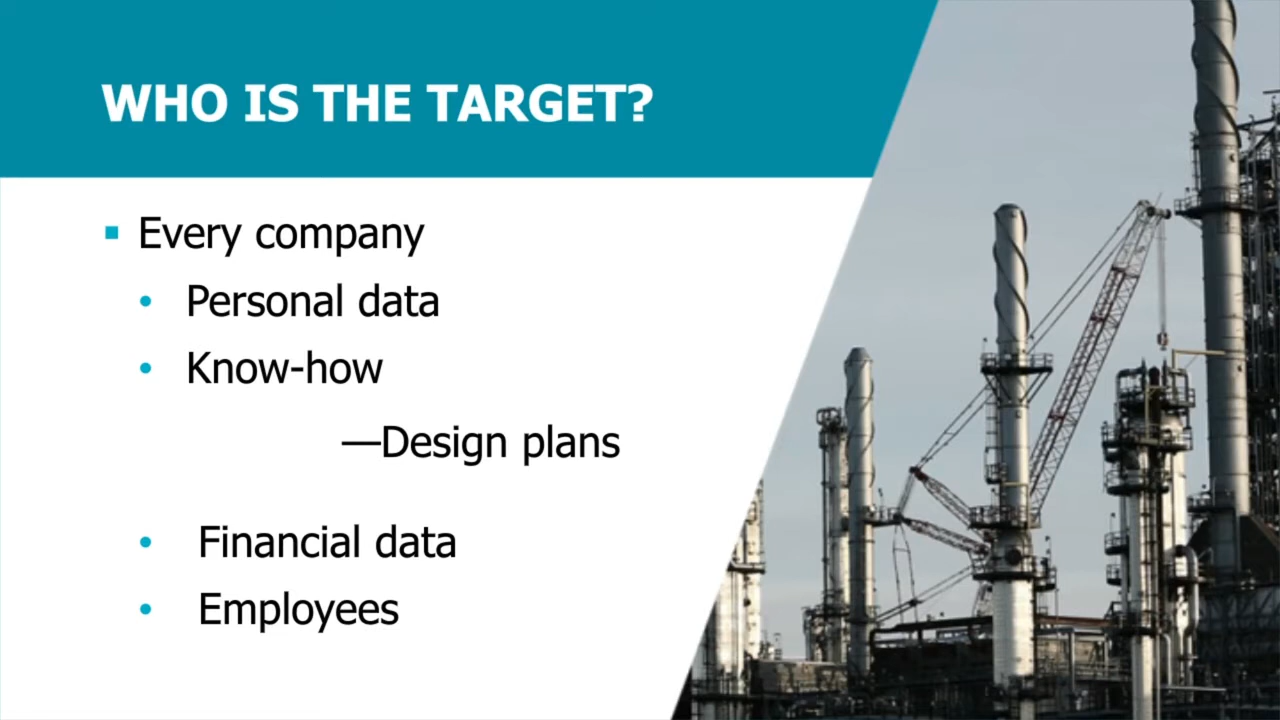 WHO IS THE TARGET?
Every company
Personal data
Know-how
—Design plans
Financial data
Employees